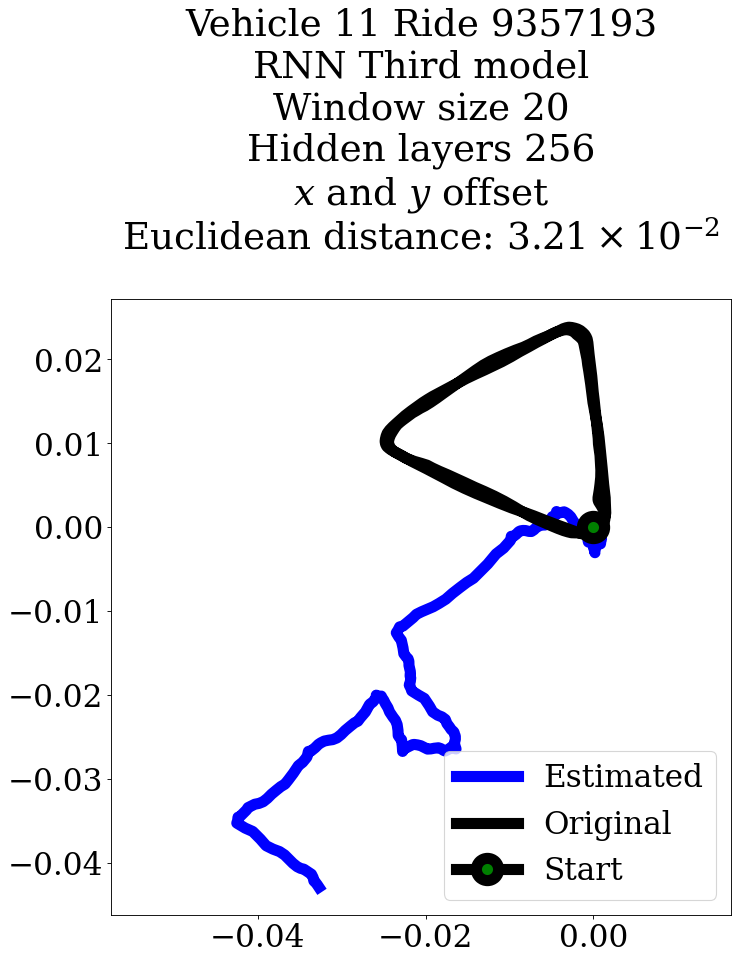 Vehicle 11 Ride 9357193
RNN Third model
Window size 20
Hidden layers 256
x and y offset
Euclidean distance: 3.21 × 10⁻²
0.02
0.01
0.00
−0.01
−0.02
−0.03
−0.04
Estimated
Original
Start
−0.04 −0.02 0.00